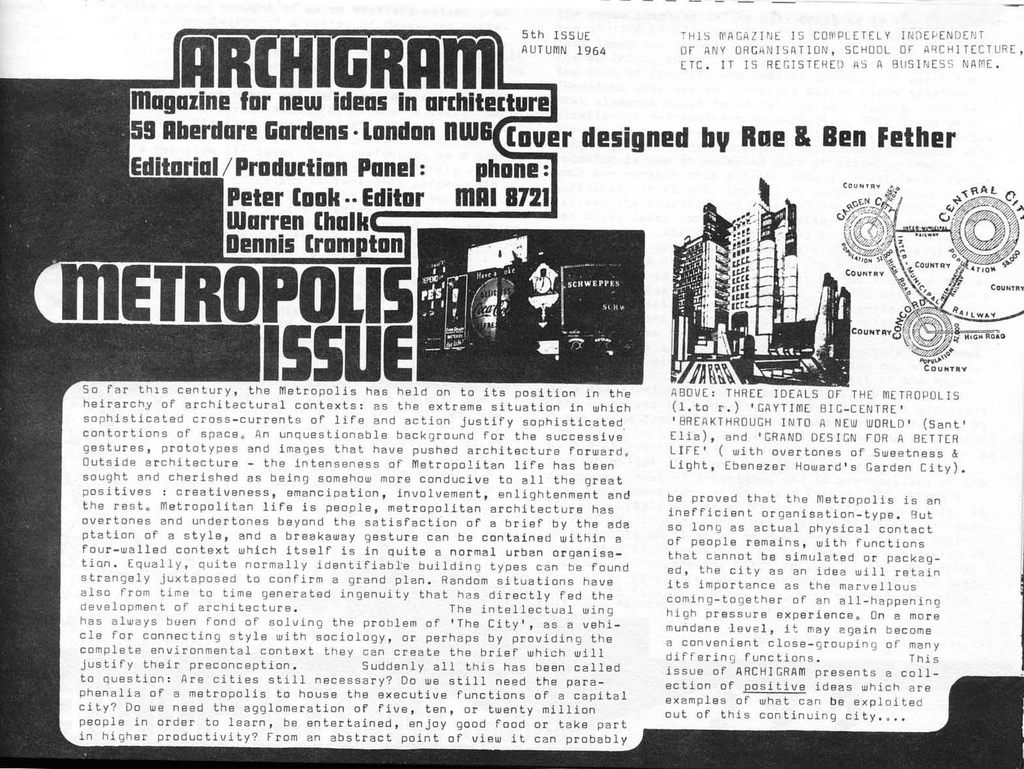 ARCHIGRAM
5th ISSUE
AUTUMN 1964
THIS MAGAZINE IS COMPLETELY INDEPENDENT
OF ANY ORGANISATION, SCHOOL OF ARCHITECTURE,
ETC. IT IS REGISTERED AS A BUSINESS NAME.
Magazine for new ideas in architecture
59 Aberdare Gardens · London NW6
Cover designed by Rae & Ben Fether
Editorial/Production Panel: phone:
Peter Cook·· Editor MAI 8721
Warren Chalk
Dennis Crompton
METROPOLIS
ISSUE
Have a Coke
DELICIOUS
Coca-Cola
SCHWEPPES
SCHW
COUNTRY
GARDEN CITY
POPULATION
HIGH ROAD
INTER-MUNICIPAL
RAILWAY
CENTRAL CITY
POPULATION 58,000
COUNTRY
COUNTRY
COUNTRY
INTER-MUNICIPAL RAILWAY
COUNTRY
CONCORD
POPULATION
HIGH ROAD
COUNTRY
ABOVE: THREE IDEALS OF THE METROPOLIS
(l.to r.) 'GAYTIME BIG-CENTRE'
'BREAKTHROUGH INTO A NEW WORLD' (Sant'
Elia), and 'GRAND DESIGN FOR A BETTER
LIFE' ( with overtones of Sweetness &
Light, Ebenezer Howard's Garden City).
So far this century, the Metropolis has held on to its position in the
heirarchy of architectural contexts: as the extreme situation in which
sophisticated cross-currents of life and action justify sophisticated
contortions of space. An unquestionable background for the successive
gestures, prototypes and images that have pushed architecture forward.
Outside architecture - the intenseness of Metropolitan life has been
sought and cherished as being somehow more conducive to all the great
positives : creativeness, emancipation, involvement, enlightenment and
the rest. Metropolitan life is people, metropolitan architecture has
overtones and undertones beyond the satisfaction of a brief by the ada
ptation of a style, and a breakaway gesture can be contained within a
four-walled context which itself is in quite a normal urban organisa-
tion. Equally, quite normally identifiable building types can be found
strangely juxtaposed to confirm a grand plan. Random situations have
also from time to time generated ingenuity that has directly fed the
development of architecture. The intellectual wing
has always been fond of solving the problem of 'The City', as a vehi-
cle for connecting style with sociology, or perhaps by providing the
complete environmental context they can create the brief which will
justify their preconception. Suddenly all this has been called
to question: Are cities still necessary? Do we still need the para-
phenalia of a metropolis to house the executive functions of a capital
city? Do we need the agglomeration of five, ten, or twenty million
people in order to learn, be entertained, enjoy good food or take part
in higher productivity? From an abstract point of view it can probably
be proved that the Metropolis is an
inefficient organisation-type. But
so long as actual physical contact
of people remains, with functions
that cannot be simulated or packag-
ed, the city as an idea will retain
its importance as the marvellous
coming-together of an all-happening
high pressure experience. On a more
mundane level, it may again become
a convenient close-grouping of many
differing functions. This
issue of ARCHIGRAM presents a coll-
ection of positive ideas which are
examples of what can be exploited
out of this continuing city....